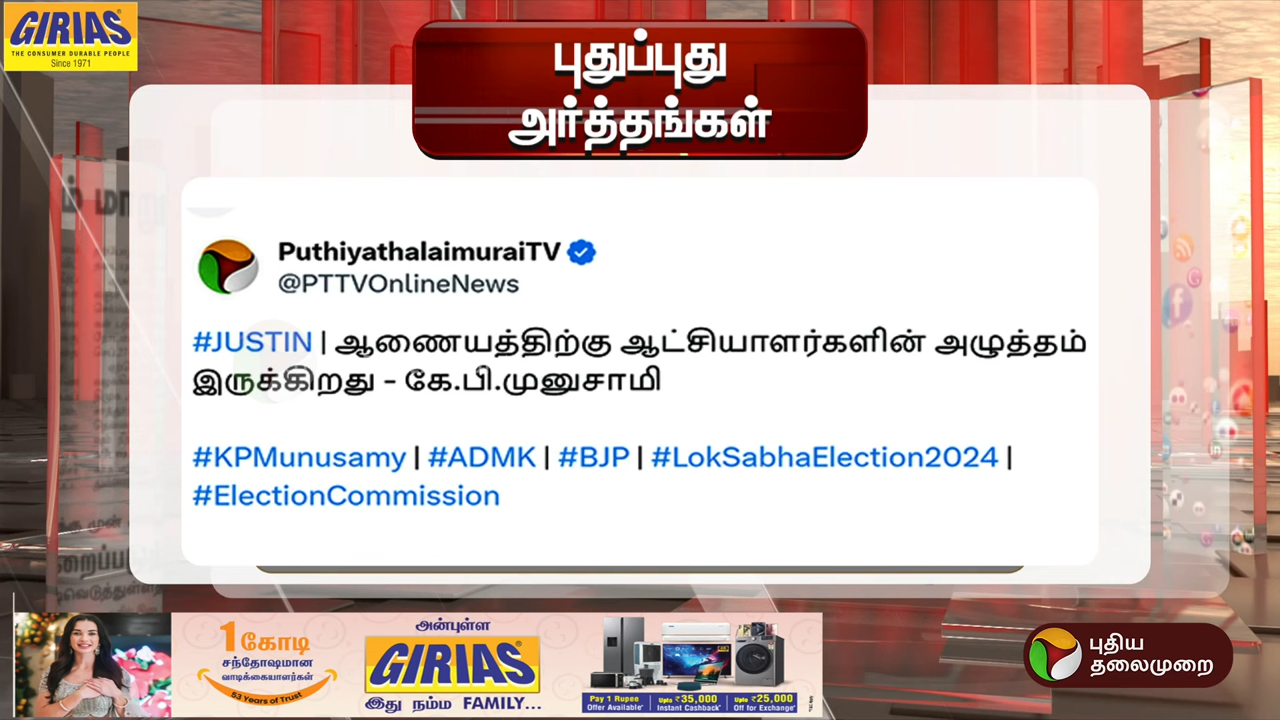 GIRIAS
THE CONSUMER DURABLE PEOPLE
Since 1971
புதுப்புது
அர்த்தங்கள்
PuthiyathalaimuraiTV
@PTTVOnlineNews
#JUSTIN | ஆணையத்திற்கு ஆட்சியாளர்களின் அழுத்தம்
இருக்கிறது - கே.பி.முனுசாமி
#KPMunusamy | #ADMK | #BJP | #LokSabhaElection2024 |
#ElectionCommission
1 கோடி
சந்தோஷமான
வாடிக்கையாளர்கள்
53 Years of Trust
அன்புள்ள
GIRIAS
இது நம்ம FAMILY...
Pay 1 Rupee
Offer Available*
Upto ₹35,000
Instant Cashback*
Upto ₹25,000
Off for Exchange*
புதிய
தலைமுறை